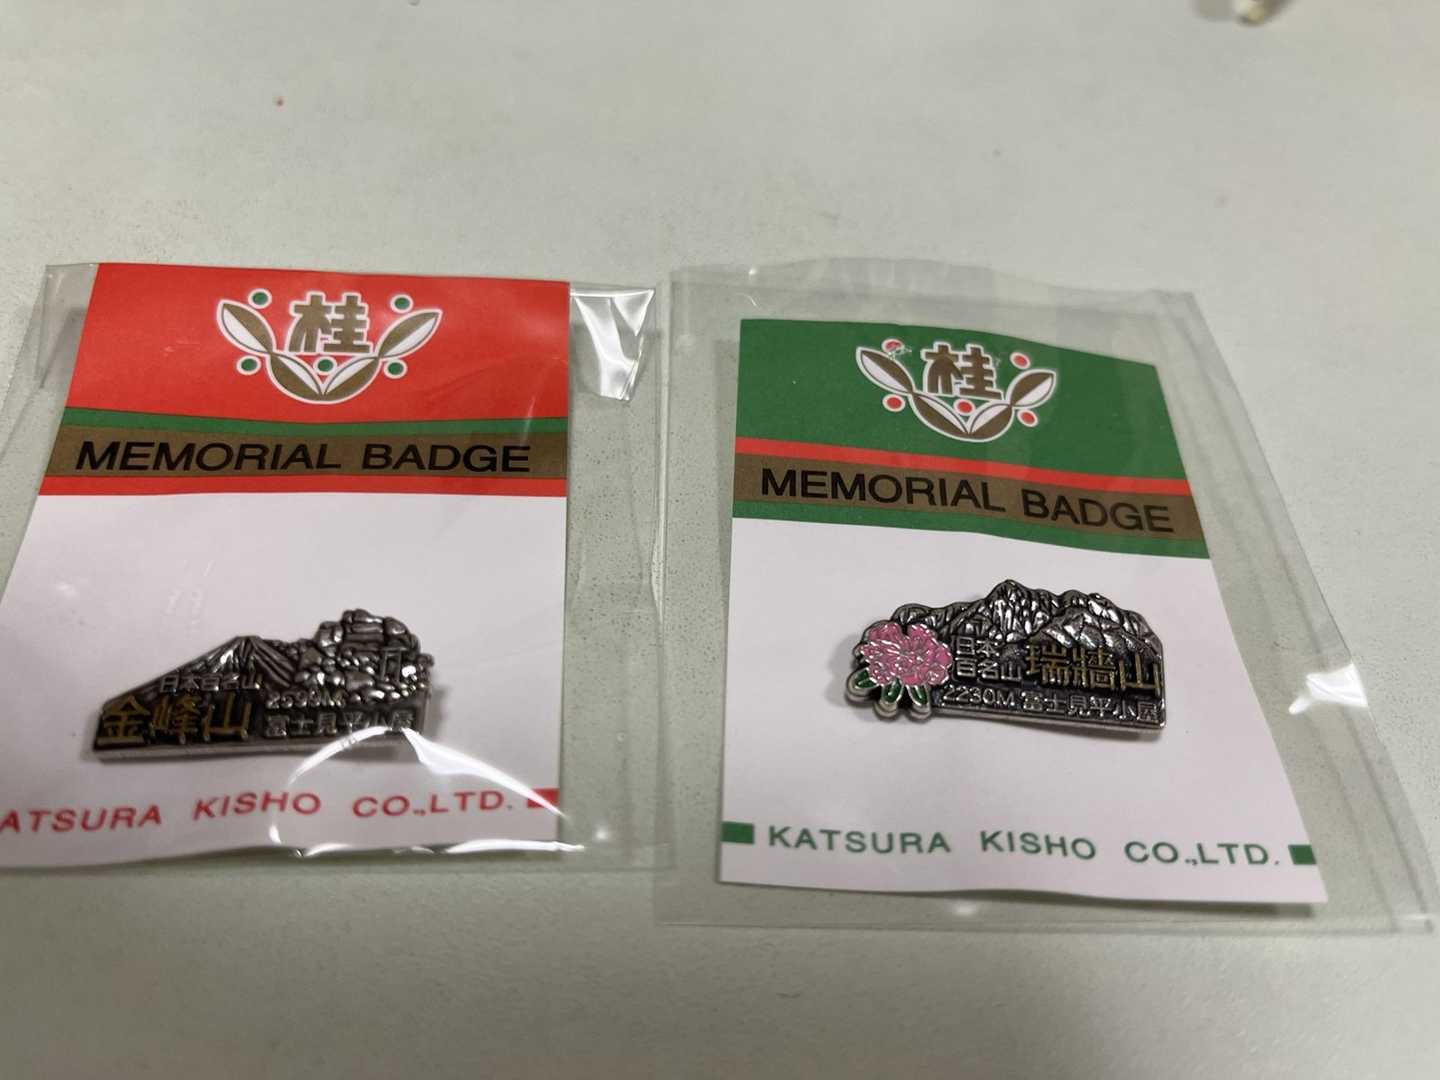 桂
MEMORIAL BADGE
日本百名山
金峰山
富士見平小屋
KATSURA KISHO CO.,LTD.
桂
MEMORIAL BADGE
日本
百名山
瑞牆山
2230M 富士見平小屋
KATSURA KISHO CO.,LTD.